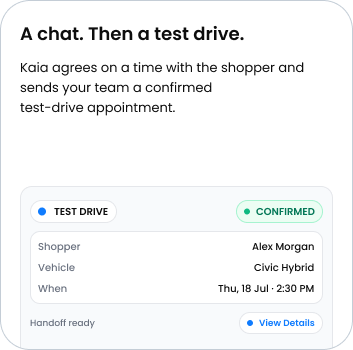 A chat. Then a test drive.
Kaia agrees on a time with the shopper and
sends your team a confirmed
test-drive appointment.
TEST DRIVE CONFIRMED
Shopper Alex Morgan
Vehicle Civic Hybrid
When Thu, 18 Jul · 2:30 PM
Handoff ready View Details